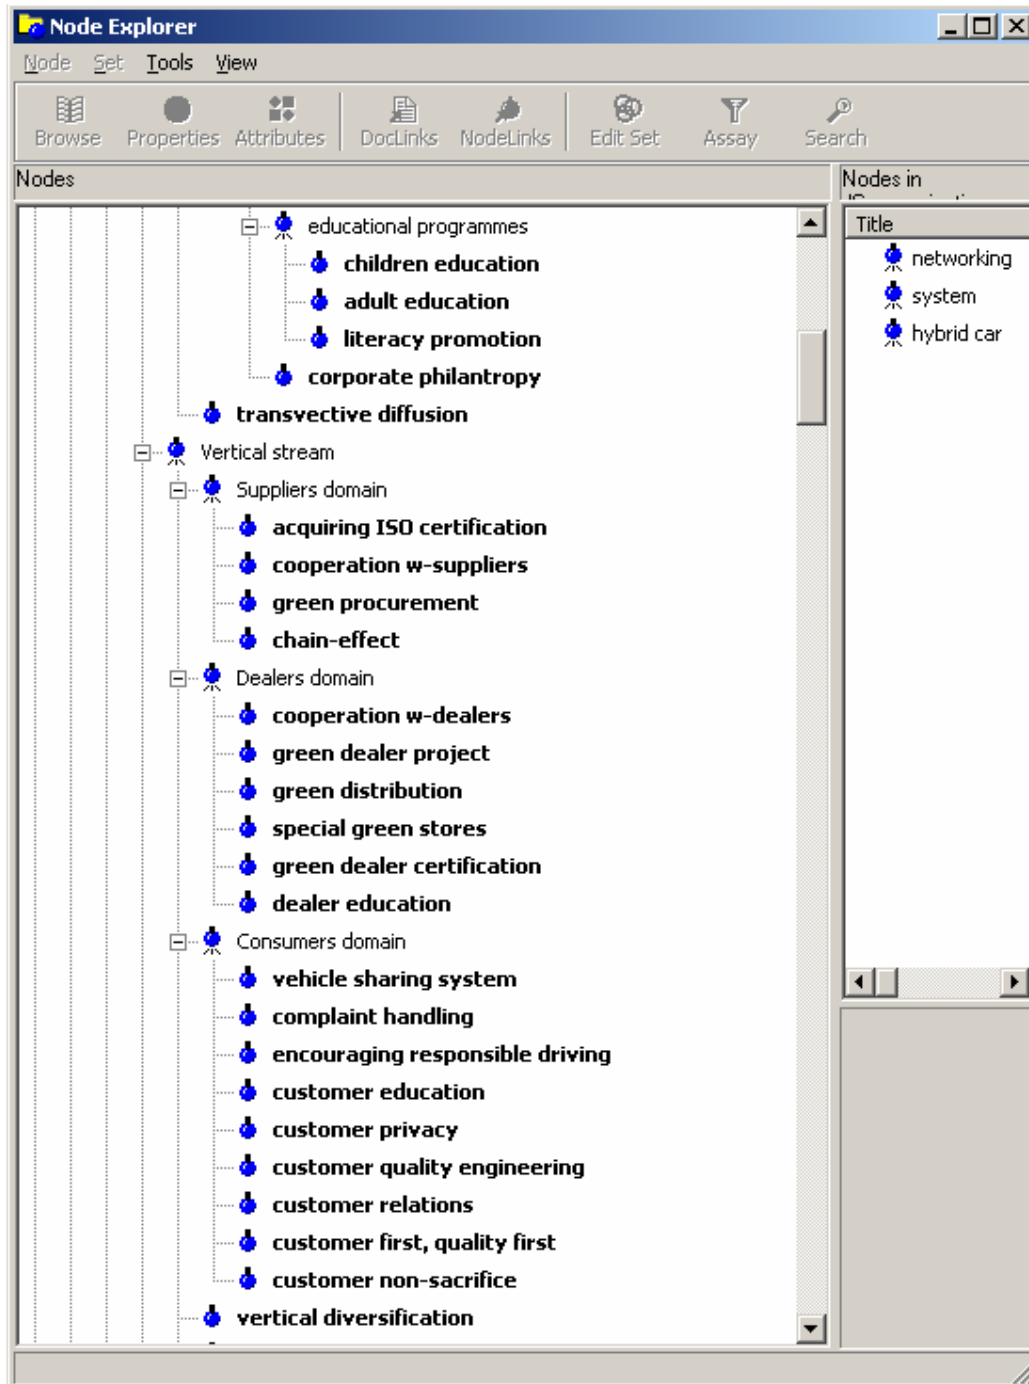 Node Explorer
Node Set Tools View
Browse Properties Attributes DocLinks NodeLinks Edit Set Assay Search
Nodes
Nodes in
educational programmes
children education
adult education
literacy promotion
corporate philantropy
transvective diffusion
Vertical stream
Suppliers domain
acquiring ISO certification
cooperation w-suppliers
green procurement
chain-effect
Dealers domain
cooperation w-dealers
green dealer project
green distribution
special green stores
green dealer certification
dealer education
Consumers domain
vehicle sharing system
complaint handling
encouraging responsible driving
customer education
customer privacy
customer quality engineering
customer relations
customer first, quality first
customer non-sacrifice
vertical diversification
Title
networking
system
hybrid car